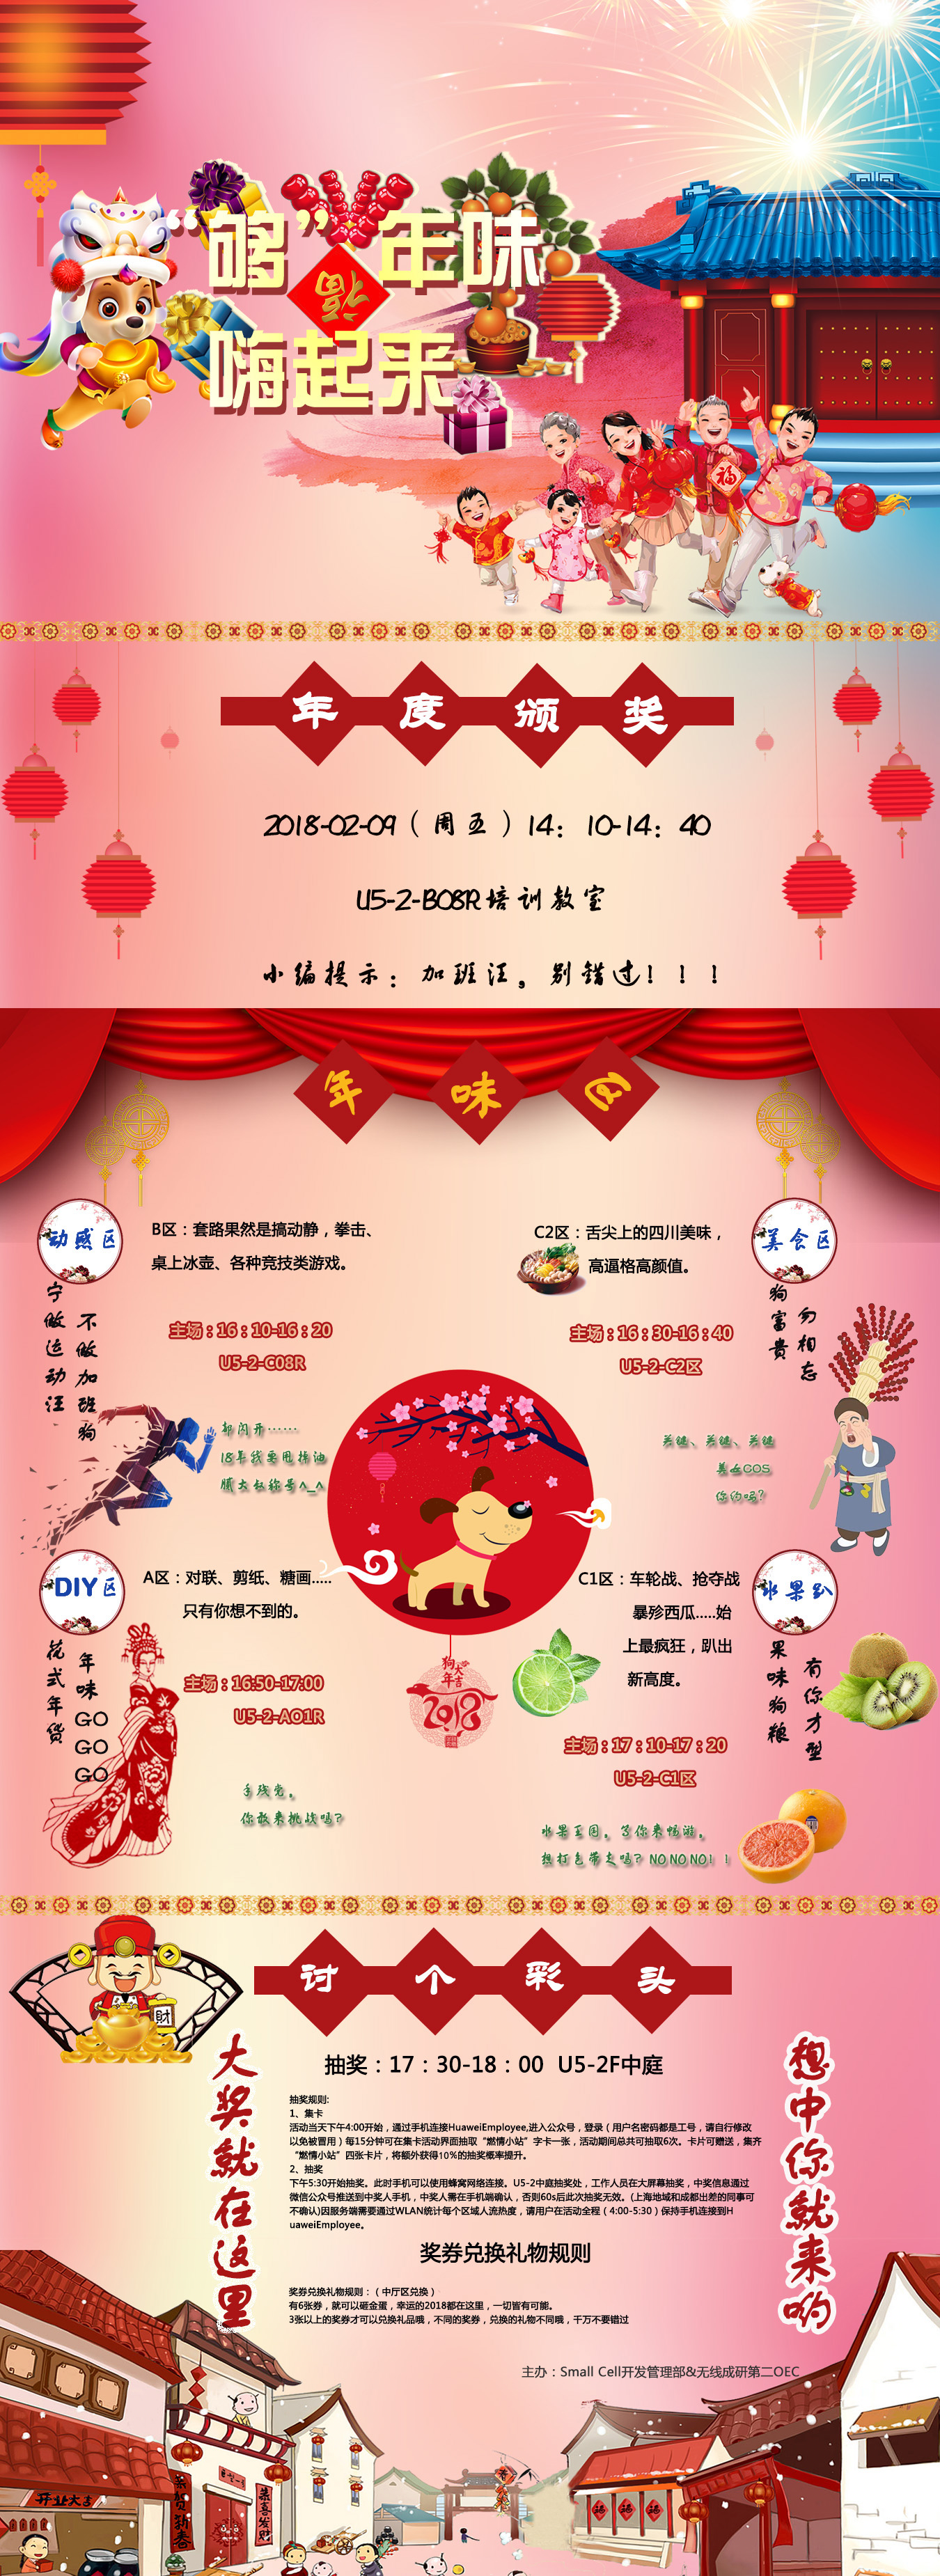 “够”年味
福
嗨起来
福
年度颁奖
2018-02-09（周五）14：10-14：40
U5-2-B08R培训教室
小编提示：加班汪，别错过！！！
年味区
动感区
宁做运动汪
不做加班狗
B区：套路果然是搞动静，拳击、
桌上冰壶、各种竞技类游戏。
主场：16：10-16：20
U5-2-C08R
都闪开……
18年我要甩掉油
腻大叔称号^_^
美食区
狗富贵
勿相忘
C2区：舌尖上的四川美味，
高逼格高颜值。
主场：16：30-16：40
U5-2-C2区
关键、关键、关键
美女COS
你约吗？
DIY区
花式年货
年味GOGOGO
A区：对联、剪纸、糖画.....
只有你想不到的。
主场：16:50-17:00
U5-2-AO1R
手残党，
你敢来挑战吗？
狗年大吉
2018
水果趴
果味狗粮
有你才型
C1区：车轮战、抢夺战
暴殄西瓜.....始
上最疯狂，趴出
新高度。
主场：17：10-17：20
U5-2-C1区
水果王国，等你来畅游，
想打包带走吗？NO NO NO！！
财
讨个彩头
大奖就在这里
想中你就来哟
抽奖：17：30-18：00 U5-2F中庭
抽奖规则:
1、集卡
活动当天下午4:00开始，通过手机连接HuaweiEmployee,进入公众号，登录（用户名密码都是工号，请自行修改
以免被冒用）每15分钟可在集卡活动界面抽取“燃情小站”字卡一张，活动期间总共可抽取6次。卡片可赠送，集齐
“燃情小站”四张卡片，将额外获得10%的抽奖概率提升。
2、抽奖
下午5:30开始抽奖。此时手机可以使用蜂窝网络连接。U5-2中庭抽奖处，工作人员在大屏幕抽奖，中奖信息通过
微信公众号推送到中奖人手机，中奖人需在手机端确认，否则60s后此次抽奖无效。(上海地域和成都出差的同事可
不确认)因服务端需要通过WLAN统计每个区域人流热度，请用户在活动全程（4:00-5:30）保持手机连接到H
uaweiEmployee。
奖券兑换礼物规则
奖券兑换礼物规则：（中厅区兑换）
有6张券，就可以砸金蛋，幸运的2018都在这里，一切皆有可能。
3张以上的奖券才可以兑换礼品哦，不同的奖券，兑换的礼物不同哦，千万不要错过
主办：Small Cell开发管理部&无线成研第二OEC
开业大吉
恭贺新春
恭喜发财
福
福
福